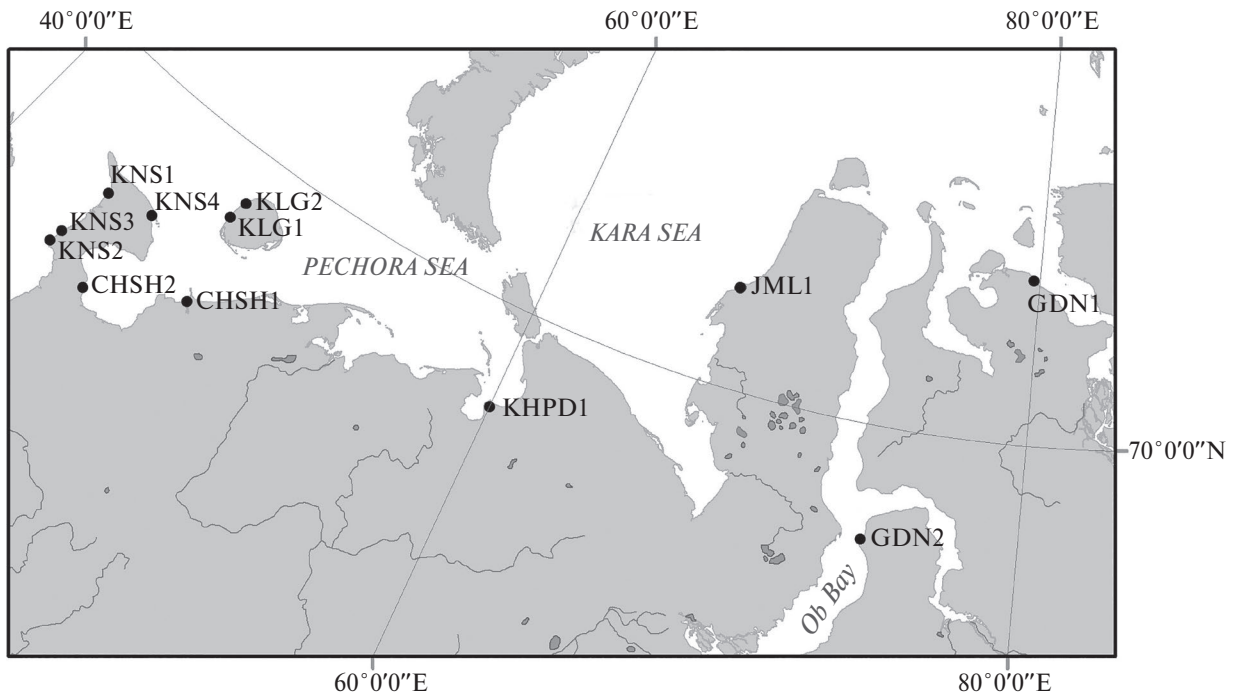 40°0′0″E
60°0′0″E
80°0′0″E
KNS1
KNS4
KLG2
KNS3
KLG1
KARA SEA
KNS2
PECHORA SEA
CHSH2
JML1
CHSH1
GDN1
KHPD1
70°0′0″N
GDN2
Ob Bay
60°0′0″E
80°0′0″E